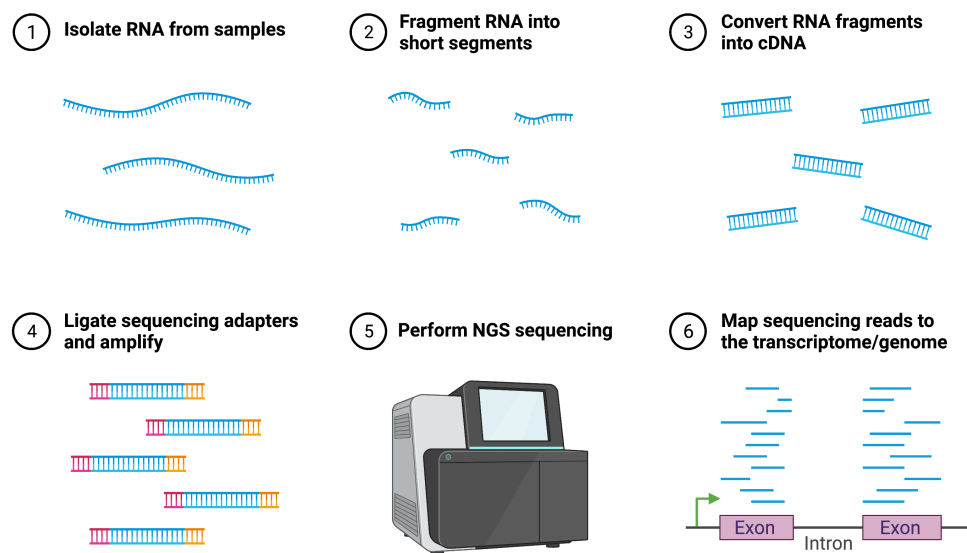 1
Isolate RNA from samples
2
Fragment RNA into
short segments
3
Convert RNA fragments
into cDNA
4
Ligate sequencing adapters
and amplify
5
Perform NGS sequencing
6
Map sequencing reads to
the transcriptome/genome
Exon
Exon
Intron